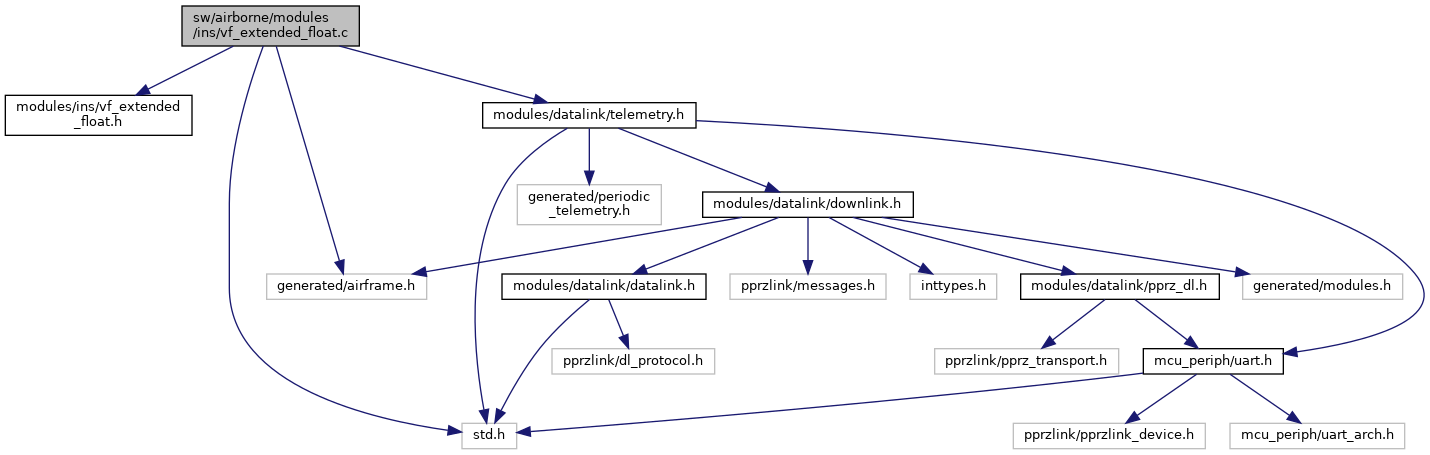 sw/airborne/modules
/ins/vf_extended_float.c
modules/ins/vf_extended
_float.h
modules/datalink/telemetry.h
generated/periodic
_telemetry.h
modules/datalink/downlink.h
generated/airframe.h
modules/datalink/datalink.h
pprzlink/messages.h
inttypes.h
modules/datalink/pprz_dl.h
generated/modules.h
pprzlink/dl_protocol.h
pprzlink/pprz_transport.h
mcu_periph/uart.h
std.h
pprzlink/pprzlink_device.h
mcu_periph/uart_arch.h